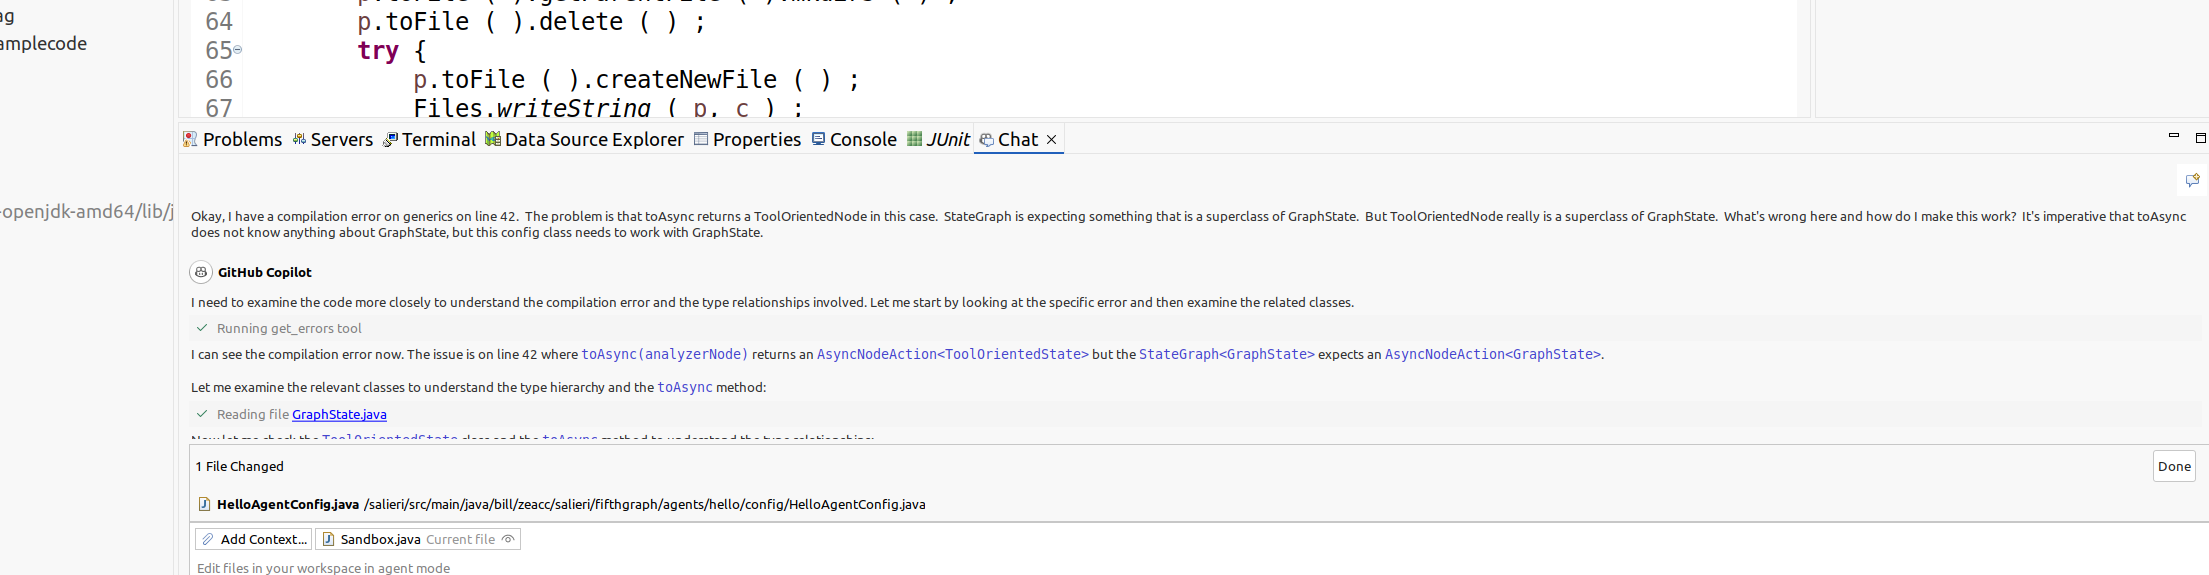 ag
amplecode
-openjdk-amd64/lib/j
64 p.toFile ( ).delete ( ) ;
65 try {
66 p.toFile ( ).createNewFile ( ) ;
67 Files.writeString ( p, c ) ;
Problems Servers Terminal Data Source Explorer Properties Console JUnit Chat
Okay, I have a compilation error on generics on line 42.  The problem is that toAsync returns a ToolOrientedNode in this case.  StateGraph is expecting something that is a superclass of GraphState.  But ToolOrientedNode really is a superclass of GraphState.  What's wrong here and how do I make this work?  It's imperative that toAsync
does not know anything about GraphState, but this config class needs to work with GraphState.
GitHub Copilot
I need to examine the code more closely to understand the compilation error and the type relationships involved. Let me start by looking at the specific error and then examine the related classes.
Running get_errors tool
I can see the compilation error now. The issue is on line 42 where toAsync(analyzerNode) returns an AsyncNodeAction<ToolOrientedState> but the StateGraph<GraphState> expects an AsyncNodeAction<GraphState>.
Let me examine the relevant classes to understand the type hierarchy and the toAsync method:
Reading file GraphState.java
1 File Changed
Done
HelloAgentConfig.java /salieri/src/main/java/bill/zeacc/salieri/fifthgraph/agents/hello/config/HelloAgentConfig.java
Add Context... Sandbox.java Current file
Edit files in your workspace in agent mode